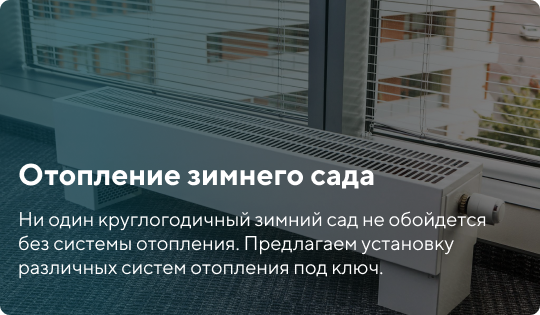 Отопление зимнего сада
Ни один круглогодичный зимний сад не обойдется
без системы отопления. Предлагаем установку
различных систем отопления под ключ.